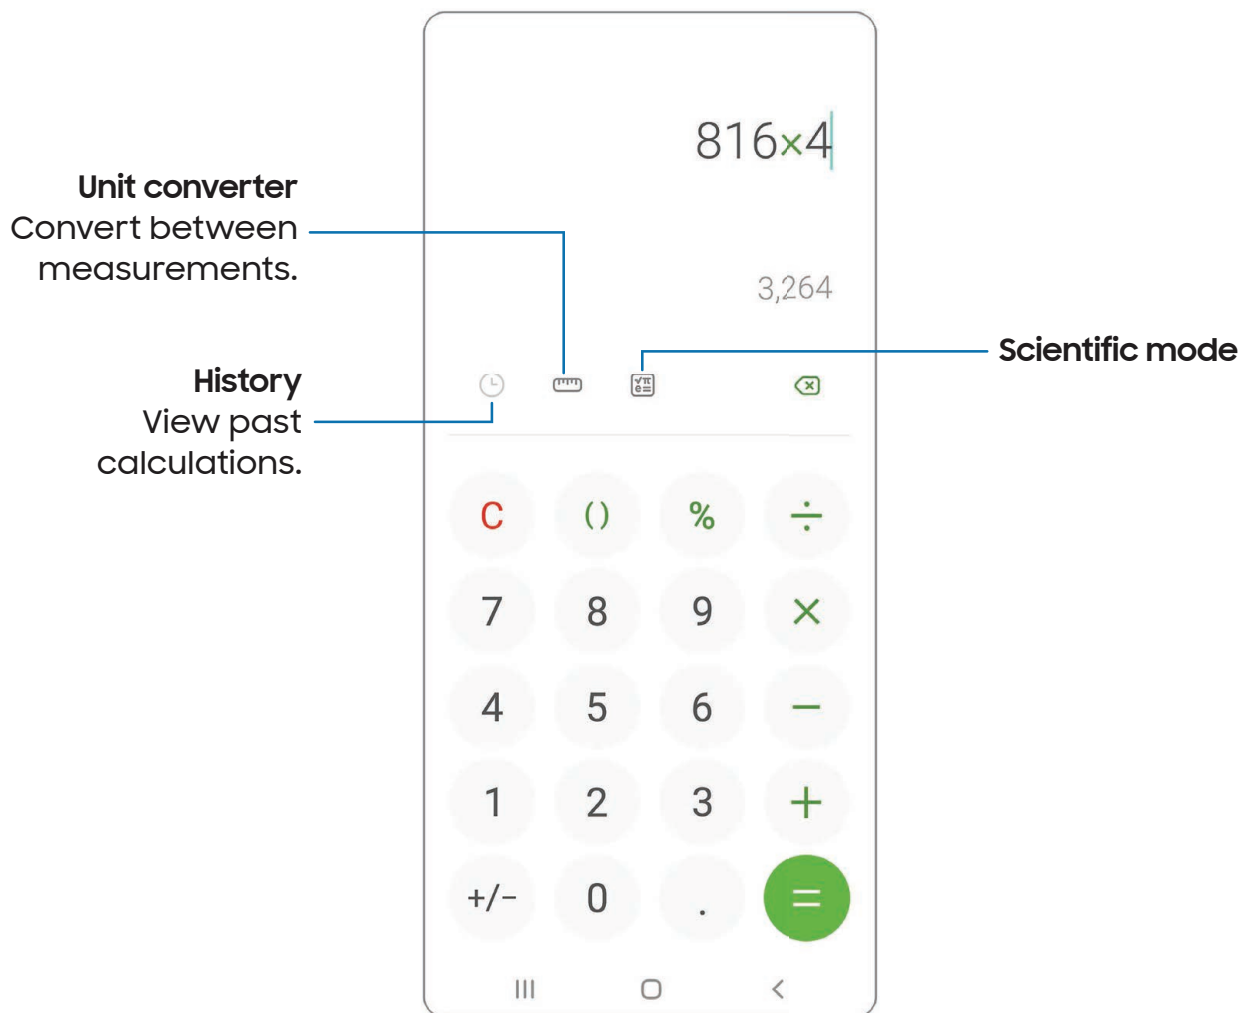 816×4
Unit converter
Convert between
measurements.
3,264
Scientific mode
History
View past
calculations.
√π
e=
C () % ÷
7 8 9 ×
4 5 6 −
1 2 3 +
+/− 0 . =